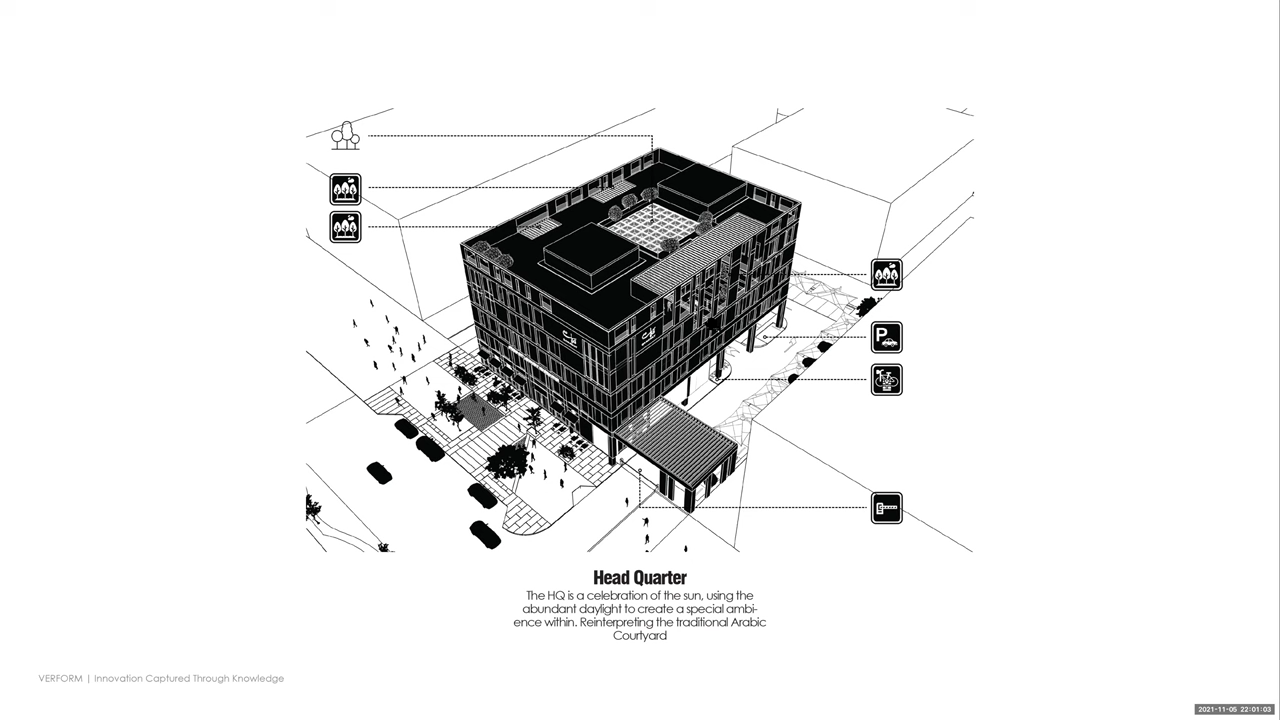 P
Head Quarter
The HQ is a celebration of the sun, using the
abundant daylight to create a special ambi-
ence within. Reinterpreting the traditional Arabic
Courtyard
VERFORM | Innovation Captured Through Knowledge
2021-11-05 22:01:03